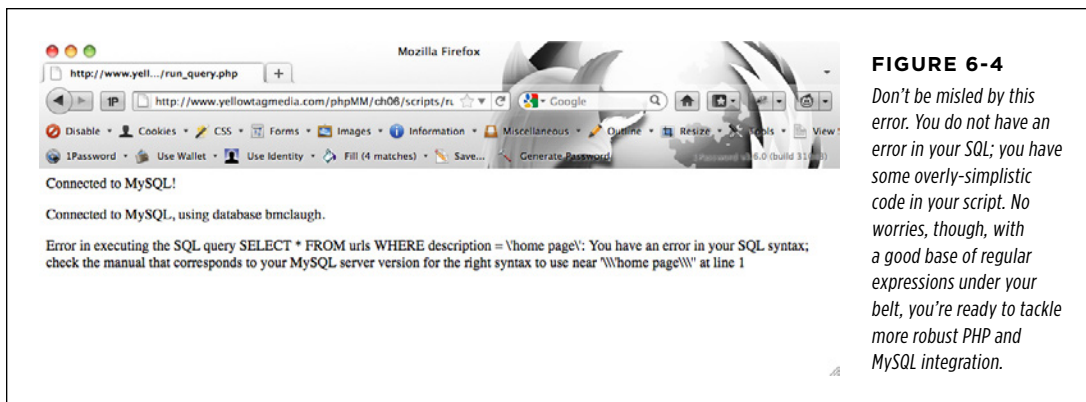 Mozilla Firefox
http://www.yell.../run_query.php
1P http://www.yellowtagmedia.com/phpMM/ch06/scripts/ru Google
Disable Cookies CSS Forms Images Information Miscellaneous Outline Resize Tools View
1Password Use Wallet Use Identity Fill (4 matches) Save... Generate Password
Connected to MySQL!
Connected to MySQL, using database bmclaugh.
Error in executing the SQL query SELECT * FROM urls WHERE description = \'home page\': You have an error in your SQL syntax;
check the manual that corresponds to your MySQL server version for the right syntax to use near '\\\'home page\\\'' at line 1
FIGURE 6-4
Don't be misled by this
error. You do not have an
error in your SQL; you have
some overly-simplistic
code in your script. No
worries, though, with
a good base of regular
expressions under your
belt, you're ready to tackle
more robust PHP and
MySQL integration.